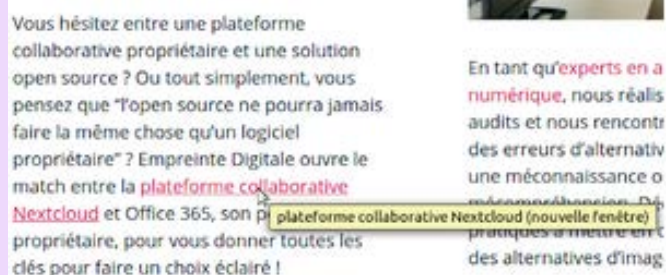 Vous hésitez entre une plateforme
collaborative propriétaire et une solution
open source ? Ou tout simplement, vous
pensez que “l’open source ne pourra jamais
faire la même chose qu’un logiciel
propriétaire” ? Empreinte Digitale ouvre le
match entre la plateforme collaborative
Nextcloud et Office 365, son
propriétaire, pour vous donner toutes les
clés pour faire un choix éclairé !
plateforme collaborative Nextcloud (nouvelle fenêtre)
En tant qu'experts en a
numérique, nous réalis
audits et nous rencontr
des erreurs d'alternativ
une méconnaissance o
pratiques à mettre en
des alternatives d'imag